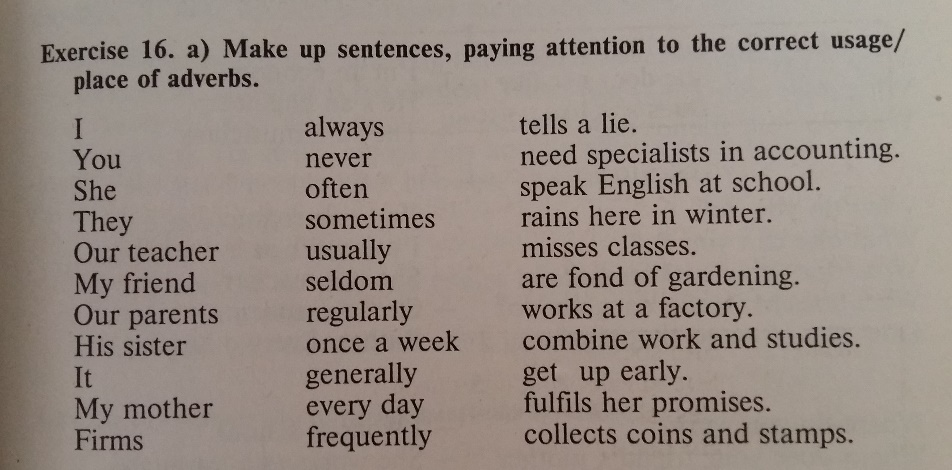 Exercise 16. a) Make up sentences, paying attention to the correct usage/
place of adverbs.
I always tells a lie.
You never need specialists in accounting.
She often speak English at school.
They sometimes rains here in winter.
Our teacher usually misses classes.
My friend seldom are fond of gardening.
Our parents regularly works at a factory.
His sister once a week combine work and studies.
It generally get up early.
My mother every day fulfils her promises.
Firms frequently collects coins and stamps.